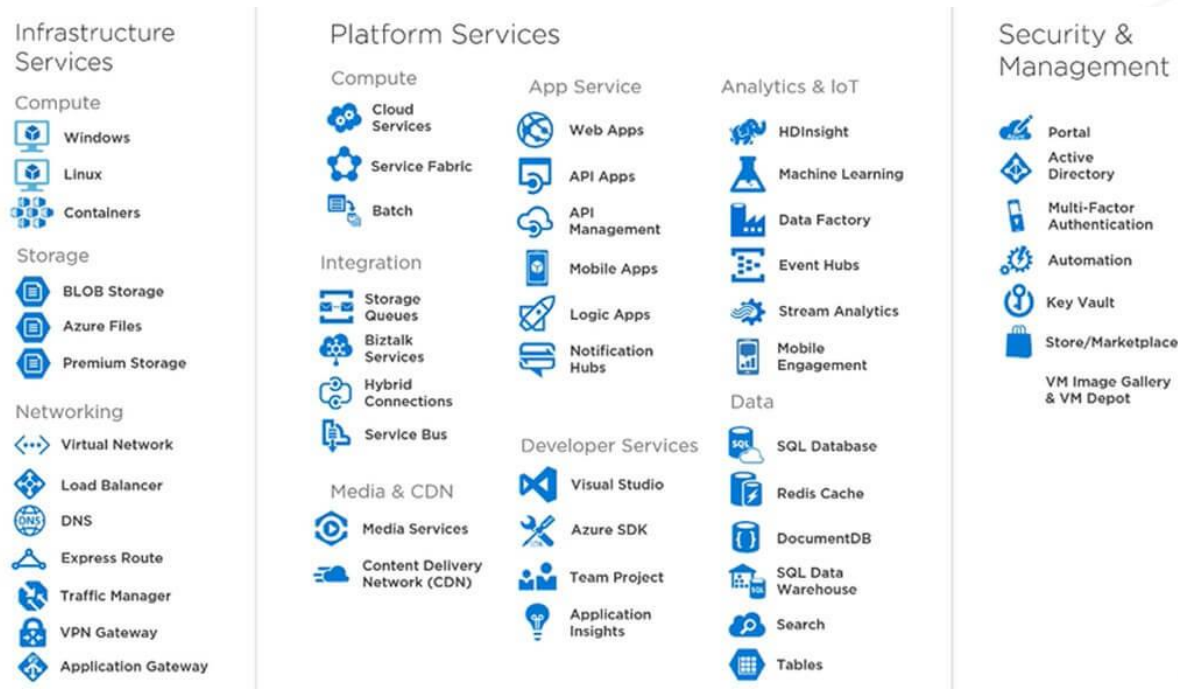 Infrastructure
Services
Compute
Windows
Linux
Containers
Storage
BLOB Storage
Azure Files
Premium Storage
Networking
Virtual Network
Load Balancer
DNS
DNS
Express Route
Traffic Manager
VPN Gateway
Application Gateway
Platform Services
Compute
Cloud
Services
Service Fabric
Batch
Integration
Storage
Queues
Biztalk
Services
Hybrid
Connections
Service Bus
Media & CDN
Media Services
Content Delivery
Network (CDN)
App Service
Web Apps
API Apps
API
Management
Mobile Apps
Logic Apps
Notification
Hubs
Developer Services
Visual Studio
Azure SDK
Team Project
Application
Insights
Analytics & IoT
HDInsight
Machine Learning
Data Factory
Event Hubs
Stream Analytics
Mobile
Engagement
Data
SQL
SQL Database
Redis Cache
DocumentDB
SQL
SQL Data
Warehouse
Search
Tables
Security &
Management
Portal
Active
Directory
Multi-Factor
Authentication
Automation
Key Vault
Store/Marketplace
VM Image Gallery
& VM Depot